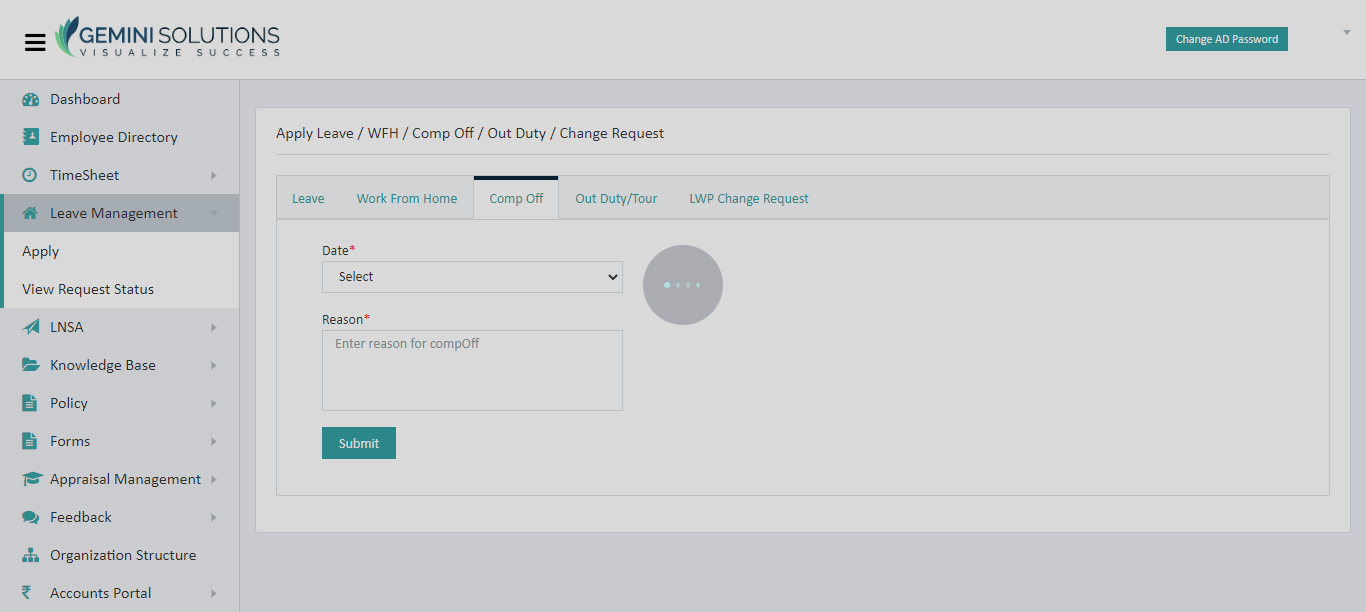 GEMINI SOLUTIONS
VISUALIZE SUCCESS
Change AD Password
Dashboard
Employee Directory
TimeSheet
Leave Management
Apply
View Request Status
LNSA
Knowledge Base
Policy
Forms
Appraisal Management
Feedback
Organization Structure
Accounts Portal
Apply Leave / WFH / Comp Off / Out Duty / Change Request
Leave Work From Home Comp Off Out Duty/Tour LWP Change Request
Date*
Select
Reason*
Enter reason for compOff
Submit